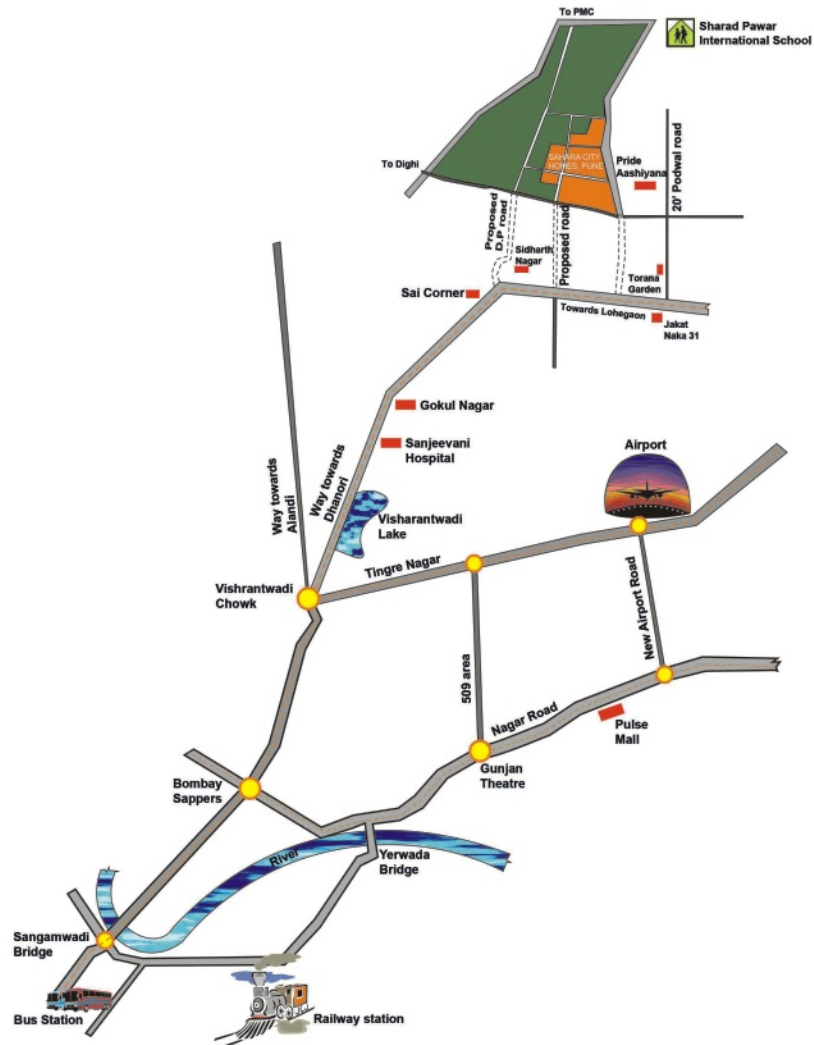 To PMC
Sharad Pawar
International School
To Dighi
SAHARA CITY
HOMES, PUNE
Pride
Aashiyana
20' Podwal road
Proposed
D.P road
Proposed road
Sidharth
Nagar
Torana
Garden
Sai Corner
Towards Lohegaon
Jakat
Naka 31
Gokul Nagar
Sanjeevani
Hospital
Airport
Way towards
Alandi
Way towards
Dhanori
Visharantwadi
Lake
Tingre Nagar
Vishrantwadi
Chowk
New Airport Road
509 area
Nagar Road
Pulse
Mall
Gunjan
Theatre
Bombay
Sappers
River
Yerwada
Bridge
Sangamwadi
Bridge
Bus Station
Railway station